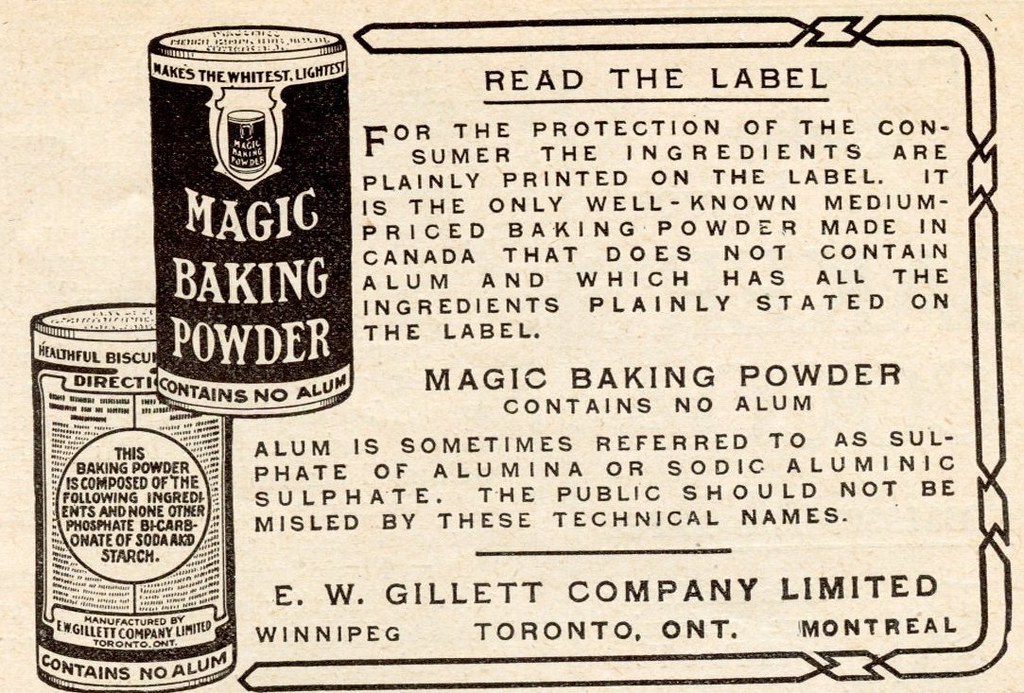 MAKES THE WHITEST, LIGHTEST
MAGIC
BAKING
POWDER
MAGIC
BAKING
POWDER
CONTAINS NO ALUM
HEALTHFUL BISCUI
DIRECTI
THIS
BAKING POWDER
IS COMPOSED OF THE
FOLLOWING INGREDI-
ENTS AND NONE OTHER
PHOSPHATE BI-CARB-
ONATE OF SODA AND
STARCH.
MANUFACTURED BY
E.W.GILLETT COMPANY LIMITED
TORONTO, ONT.
CONTAINS NO ALUM
READ THE LABEL
FOR THE PROTECTION OF THE CON-
SUMER THE INGREDIENTS ARE
PLAINLY PRINTED ON THE LABEL. IT
IS THE ONLY WELL-KNOWN MEDIUM-
PRICED BAKING POWDER MADE IN
CANADA THAT DOES NOT CONTAIN
ALUM AND WHICH HAS ALL THE
INGREDIENTS PLAINLY STATED ON
THE LABEL.
MAGIC BAKING POWDER
CONTAINS NO ALUM
ALUM IS SOMETIMES REFERRED TO AS SUL-
PHATE OF ALUMINA OR SODIC ALUMINIC
SULPHATE. THE PUBLIC SHOULD NOT BE
MISLED BY THESE TECHNICAL NAMES.
E. W. GILLETT COMPANY LIMITED
WINNIPEG TORONTO, ONT. MONTREAL